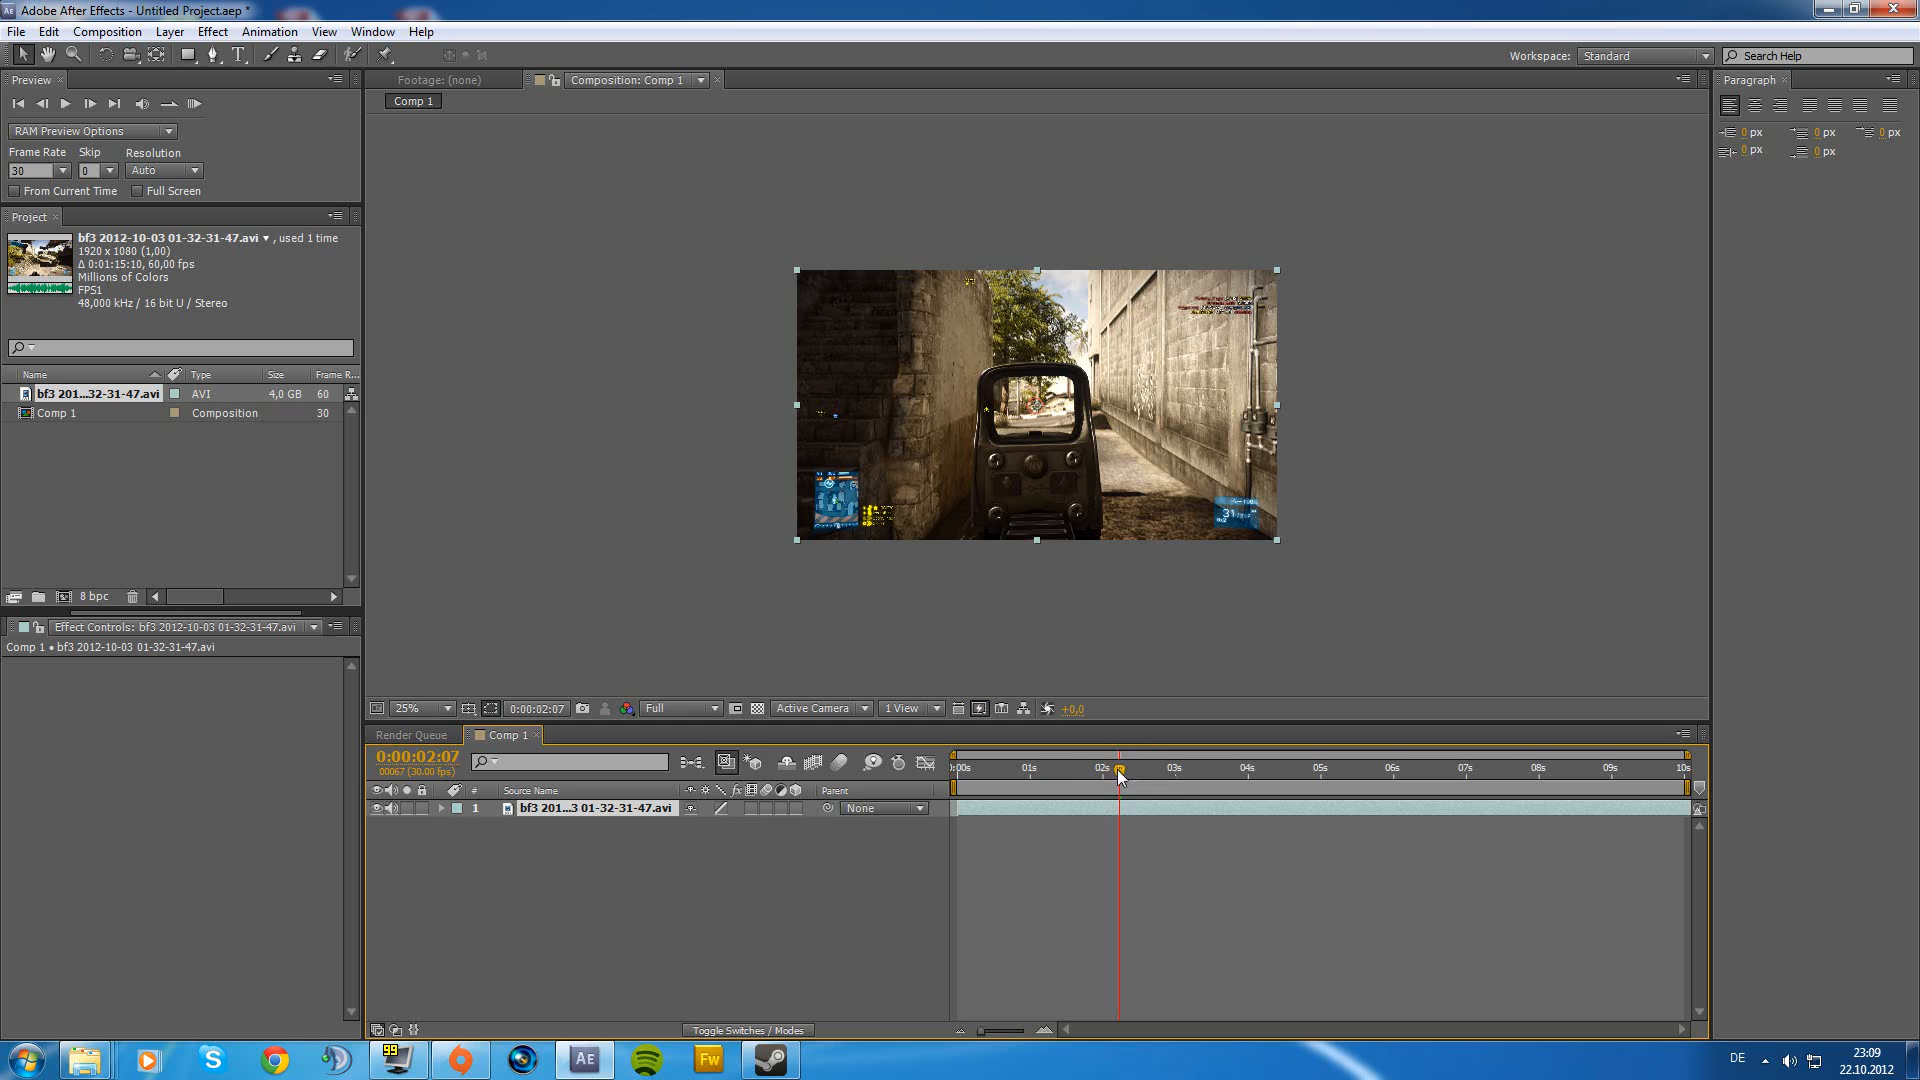 Adobe After Effects - Untitled Project.aep *
File Edit Composition Layer Effect Animation View Window Help
Workspace: Standard Search Help
Preview
RAM Preview Options
Frame Rate Skip Resolution
30 0 Auto
From Current Time Full Screen
Project
bf3 2012-10-03 01-32-31-47.avi ▼ , used 1 time
1920 x 1080 (1,00)
Δ 0:01:15:10, 60,00 fps
Millions of Colors
FPS1
48,000 kHz / 16 bit U / Stereo
Name Type Size Frame R...
bf3 201...32-31-47.avi AVI 4,0 GB 60
Comp 1 Composition 30
8 bpc
Effect Controls: bf3 2012-10-03 01-32-31-47.avi
Comp 1 • bf3 2012-10-03 01-32-31-47.avi
Footage: (none) Composition: Comp 1
Comp 1
31
25% 0:00:02:07 Full Active Camera 1 View +0,0
Paragraph
0 px 0 px 0 px
0 px 0 px
Render Queue Comp 1
0:00:02:07
00067 (30.00 fps)
):00s 01s 02s 03s 04s 05s 06s 07s 08s 09s 10s
# Source Name fx Parent
1 bf3 201...3 01-32-31-47.avi None
Toggle Switches / Modes
99
Ae
Fw
DE
23:09
22.10.2012